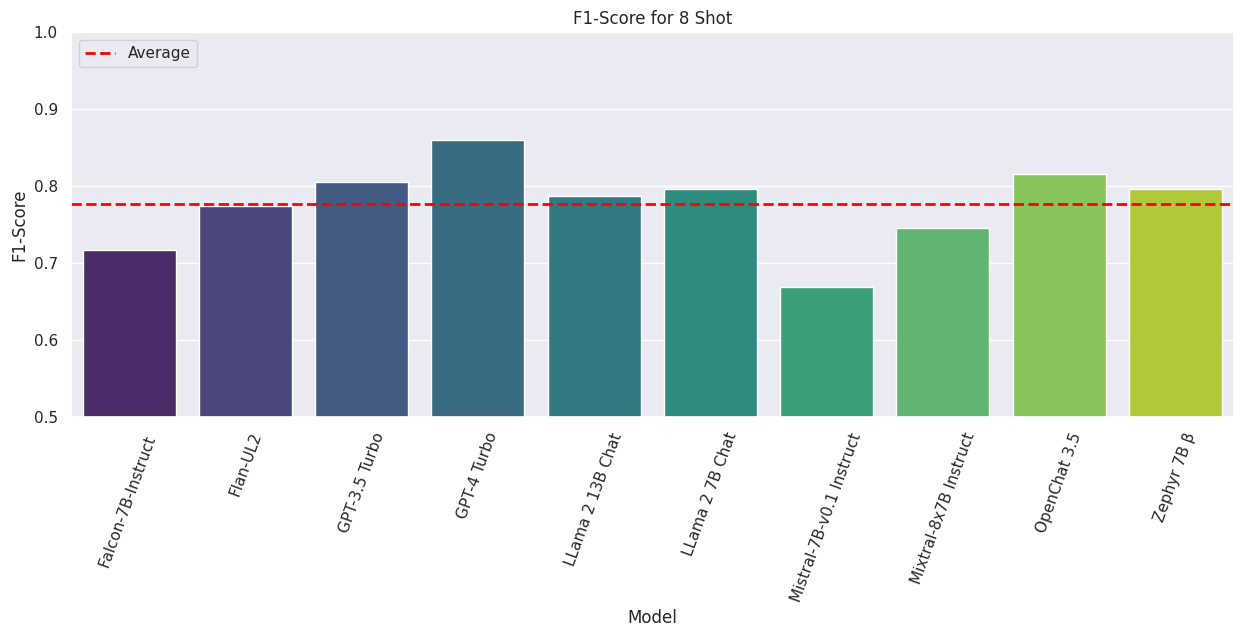 F1-Score for 8 Shot
Average
F1-Score
1.0
0.9
0.8
0.7
0.6
0.5
Falcon-7B-Instruct
Flan-UL2
GPT-3.5 Turbo
GPT-4 Turbo
LLama 2 13B Chat
LLama 2 7B Chat
Mistral-7B-v0.1 Instruct
Mixtral-8x7B Instruct
OpenChat 3.5
Zephyr 7B β
Model